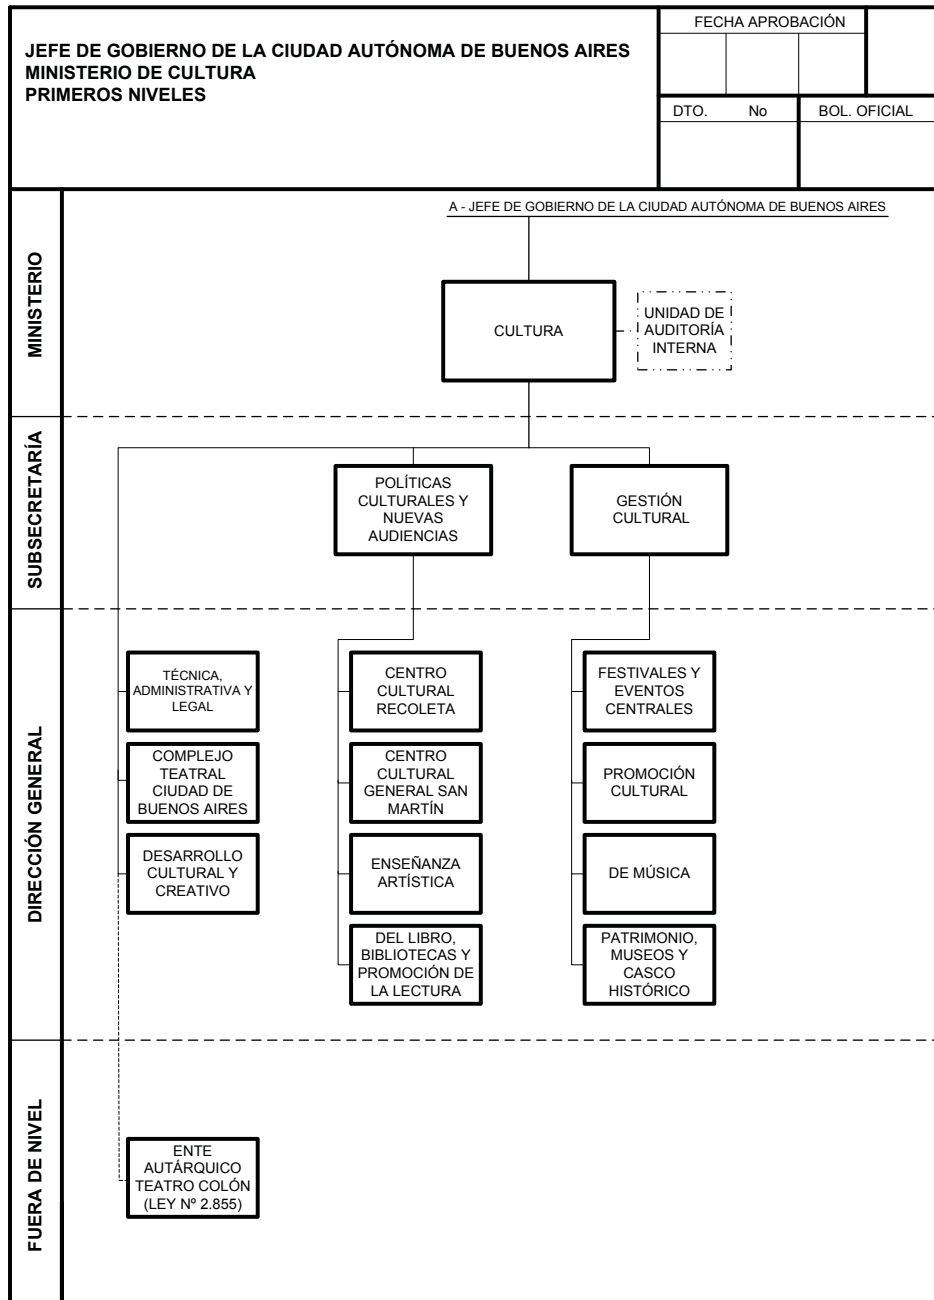 JEFE DE GOBIERNO DE LA CIUDAD AUTÓNOMA DE BUENOS AIRES
MINISTERIO DE CULTURA
PRIMEROS NIVELES
FECHA APROBACIÓN
DTO. No
BOL. OFICIAL
MINISTERIO
A - JEFE DE GOBIERNO DE LA CIUDAD AUTÓNOMA DE BUENOS AIRES
CULTURA
UNIDAD DE
AUDITORÍA
INTERNA
SUBSECRETARÍA
POLÍTICAS
CULTURALES Y
NUEVAS
AUDIENCIAS
GESTIÓN
CULTURAL
DIRECCIÓN GENERAL
TÉCNICA,
ADMINISTRATIVA Y
LEGAL
COMPLEJO
TEATRAL
CIUDAD DE
BUENOS AIRES
DESARROLLO
CULTURAL Y
CREATIVO
CENTRO
CULTURAL
RECOLETA
CENTRO
CULTURAL
GENERAL SAN
MARTÍN
ENSEÑANZA
ARTÍSTICA
DEL LIBRO,
BIBLIOTECAS Y
PROMOCIÓN DE
LA LECTURA
FESTIVALES Y
EVENTOS
CENTRALES
PROMOCIÓN
CULTURAL
DE MÚSICA
PATRIMONIO,
MUSEOS Y
CASCO
HISTÓRICO
FUERA DE NIVEL
ENTE
AUTÁRQUICO
TEATRO COLÓN
(LEY Nº 2.855)